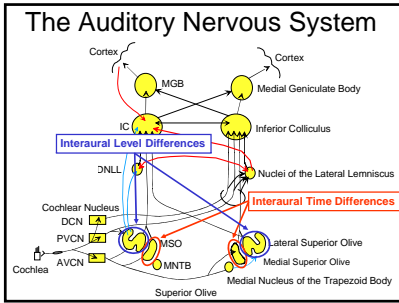 The Auditory Nervous System
Cortex
Cortex
MGB
Medial Geniculate Body
IC
Inferior Colliculus
Interaural Level Differences
DNLL
Nuclei of the Lateral Lemniscus
Interaural Time Differences
Cochlear Nucleus
DCN
PVCN
AVCN
MSO
Lateral Superior Olive
Medial Superior Olive
Cochlea
MNTB
Medial Nucleus of the Trapezoid Body
Superior Olive